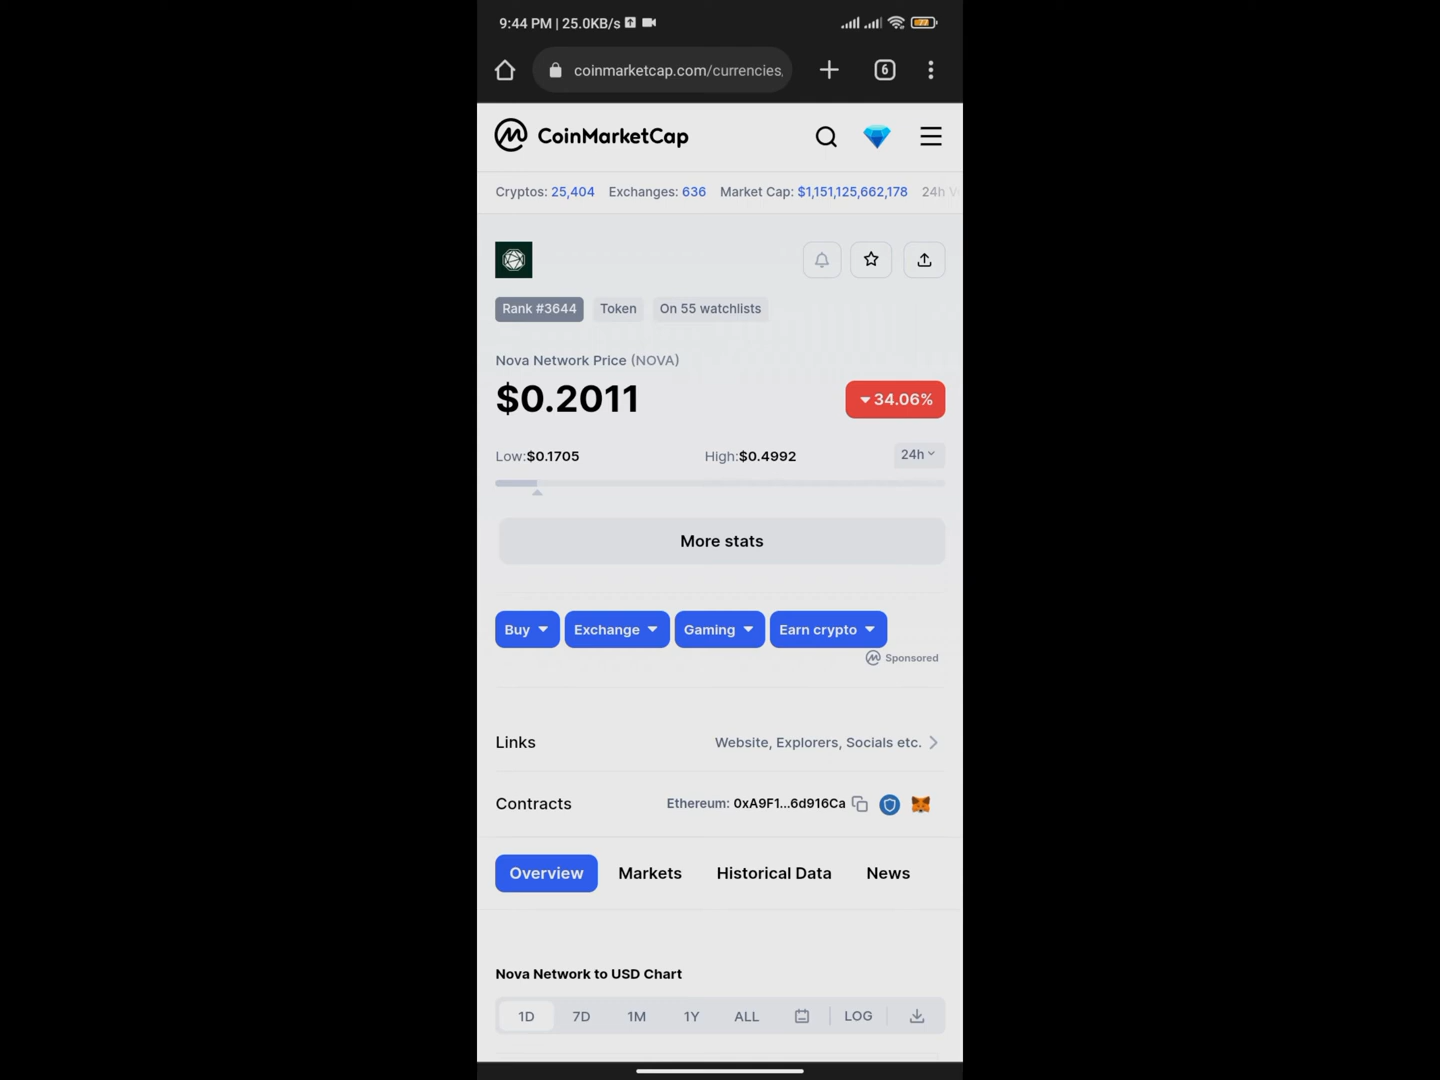 9:44 PM | 25.0KB/s
77
coinmarketcap.com/currencies
6
CoinMarketCap
Cryptos: 25,404 Exchanges: 636 Market Cap: $1,151,125,662,178 24h
Rank #3644 Token On 55 watchlists
Nova Network Price (NOVA)
$0.2011 34.06%
Low:$0.1705 High:$0.4992 24h
More stats
Buy Exchange Gaming Earn crypto
Sponsored
Links Website, Explorers, Socials etc.
Contracts Ethereum: 0xA9F1...6d916Ca
Overview Markets Historical Data News
Nova Network to USD Chart
1D 7D 1M 1Y ALL LOG